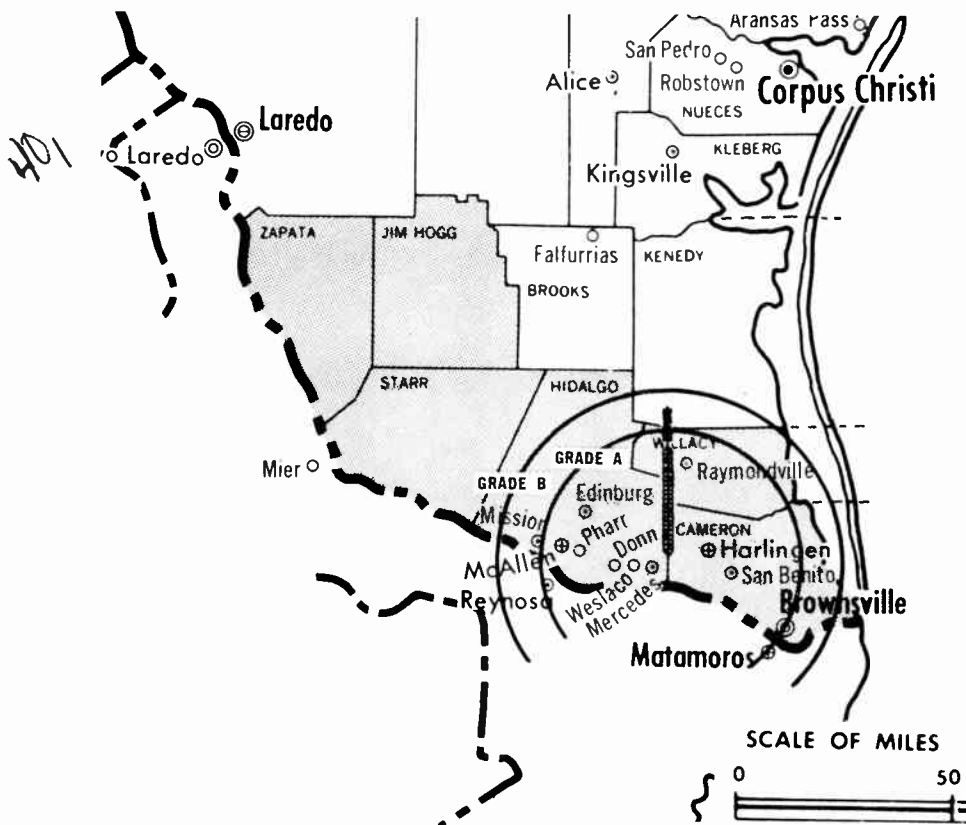 Aransas Pass
San Pedro
Alice
Robstown
Corpus Christi
NUECES
Laredo
401
Laredo
KLEBERG
Kingsville
ZAPATA
JIM HOGG
Falfurrias
KENEDY
BROOKS
STARR
HIDALGO
WILLACY
GRADE A
Mier
Raymondville
GRADE B
Edinburg
Mission
Pharr
Donn
CAMERON
Harlingen
McAllen
San Benito
Weslaco
Mercedes
Reynosa
Brownsville
Matamoros
SCALE OF MILES
0 50